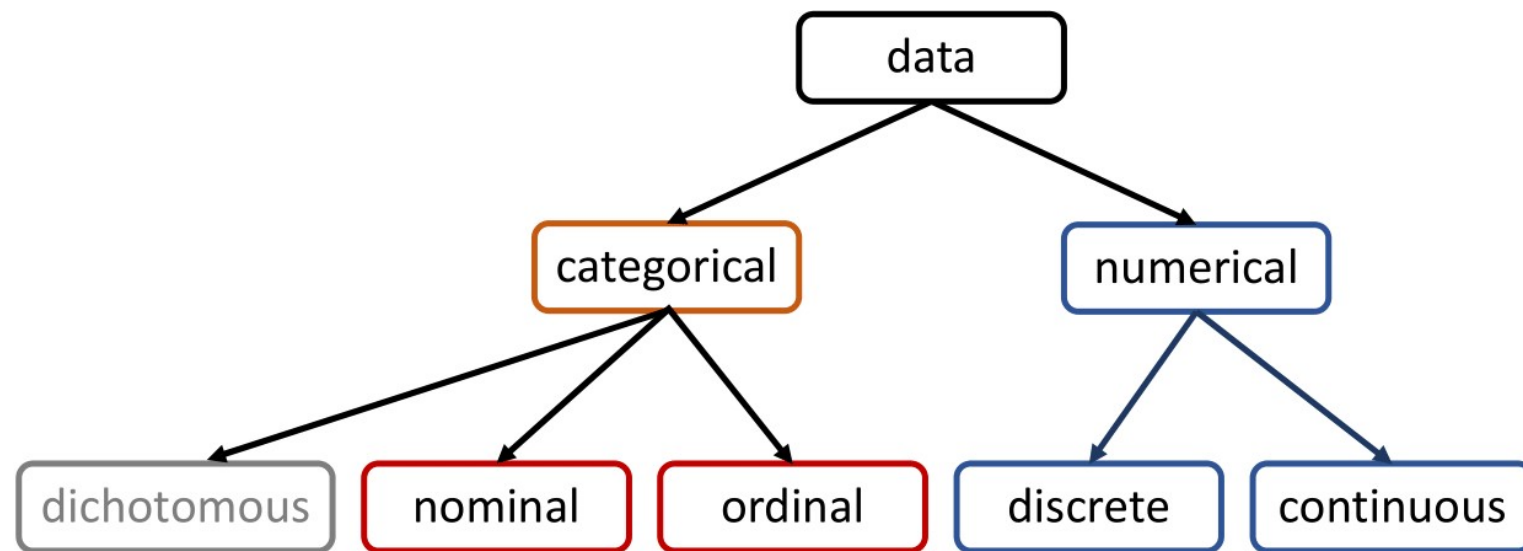 data
categorical
numerical
dichotomous
nominal
ordinal
discrete
continuous